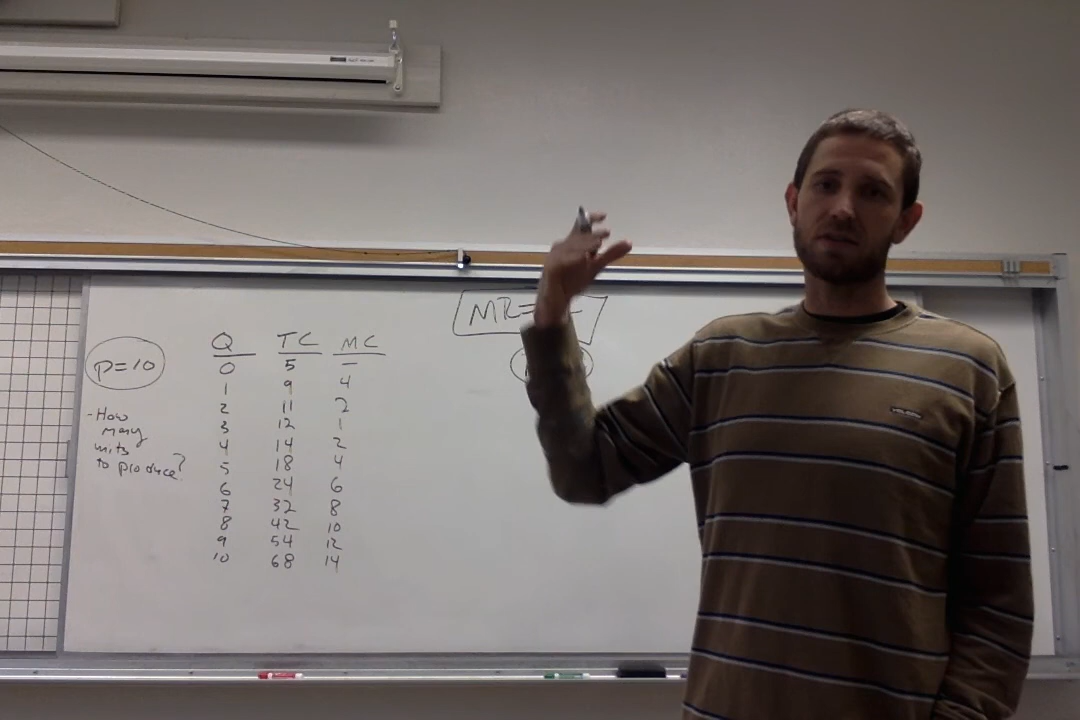 MR=
p=10
- How
many
units
to produce?
Q TC MC
0 5 –
1 9 4
2 11 2
3 12 1
4 14 2
5 18 4
6 24 6
7 32 8
8 42 10
9 54 12
10 68 14